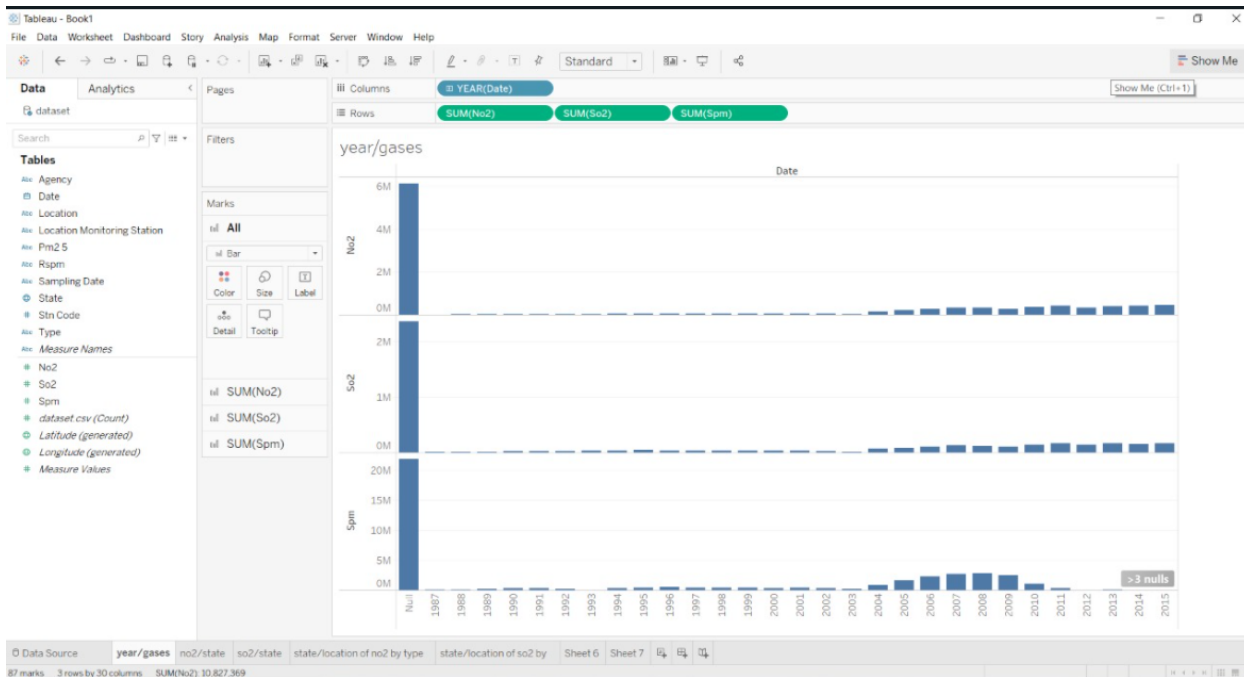 Tableau - Book1
File Data Worksheet Dashboard Story Analysis Map Format Server Window Help
Standard
Show Me
Data Analytics
Pages
Columns
YEAR(Date)
Show Me (Ctrl+1)
dataset
Rows
SUM(No2) SUM(So2) SUM(Spm)
Search
Filters
year/gases
Tables
Abc Agency
Date
Abc Location
Abc Location Monitoring Station
Abc Pm2 5
Abc Rspm
Abc Sampling Date
State
# Stn Code
Abc Type
Abc Measure Names
# No2
# So2
# Spm
# dataset.csv (Count)
Latitude (generated)
Longitude (generated)
# Measure Values
Marks
All
Bar
Color Size Label
Detail Tooltip
SUM(No2)
SUM(So2)
SUM(Spm)
Date
No2
6M
4M
2M
0M
So2
2M
1M
0M
Spm
20M
15M
10M
5M
0M
>3 nulls
Null 1987 1988 1989 1990 1991 1992 1993 1994 1995 1996 1997 1998 1999 2000 2001 2002 2003 2004 2005 2006 2007 2008 2009 2010 2011 2012 2013 2014 2015
Data Source year/gases no2/state so2/state state/location of no2 by type state/location of so2 by Sheet 6 Sheet 7
87 marks 3 rows by 30 columns SUM(No2): 10,827,369